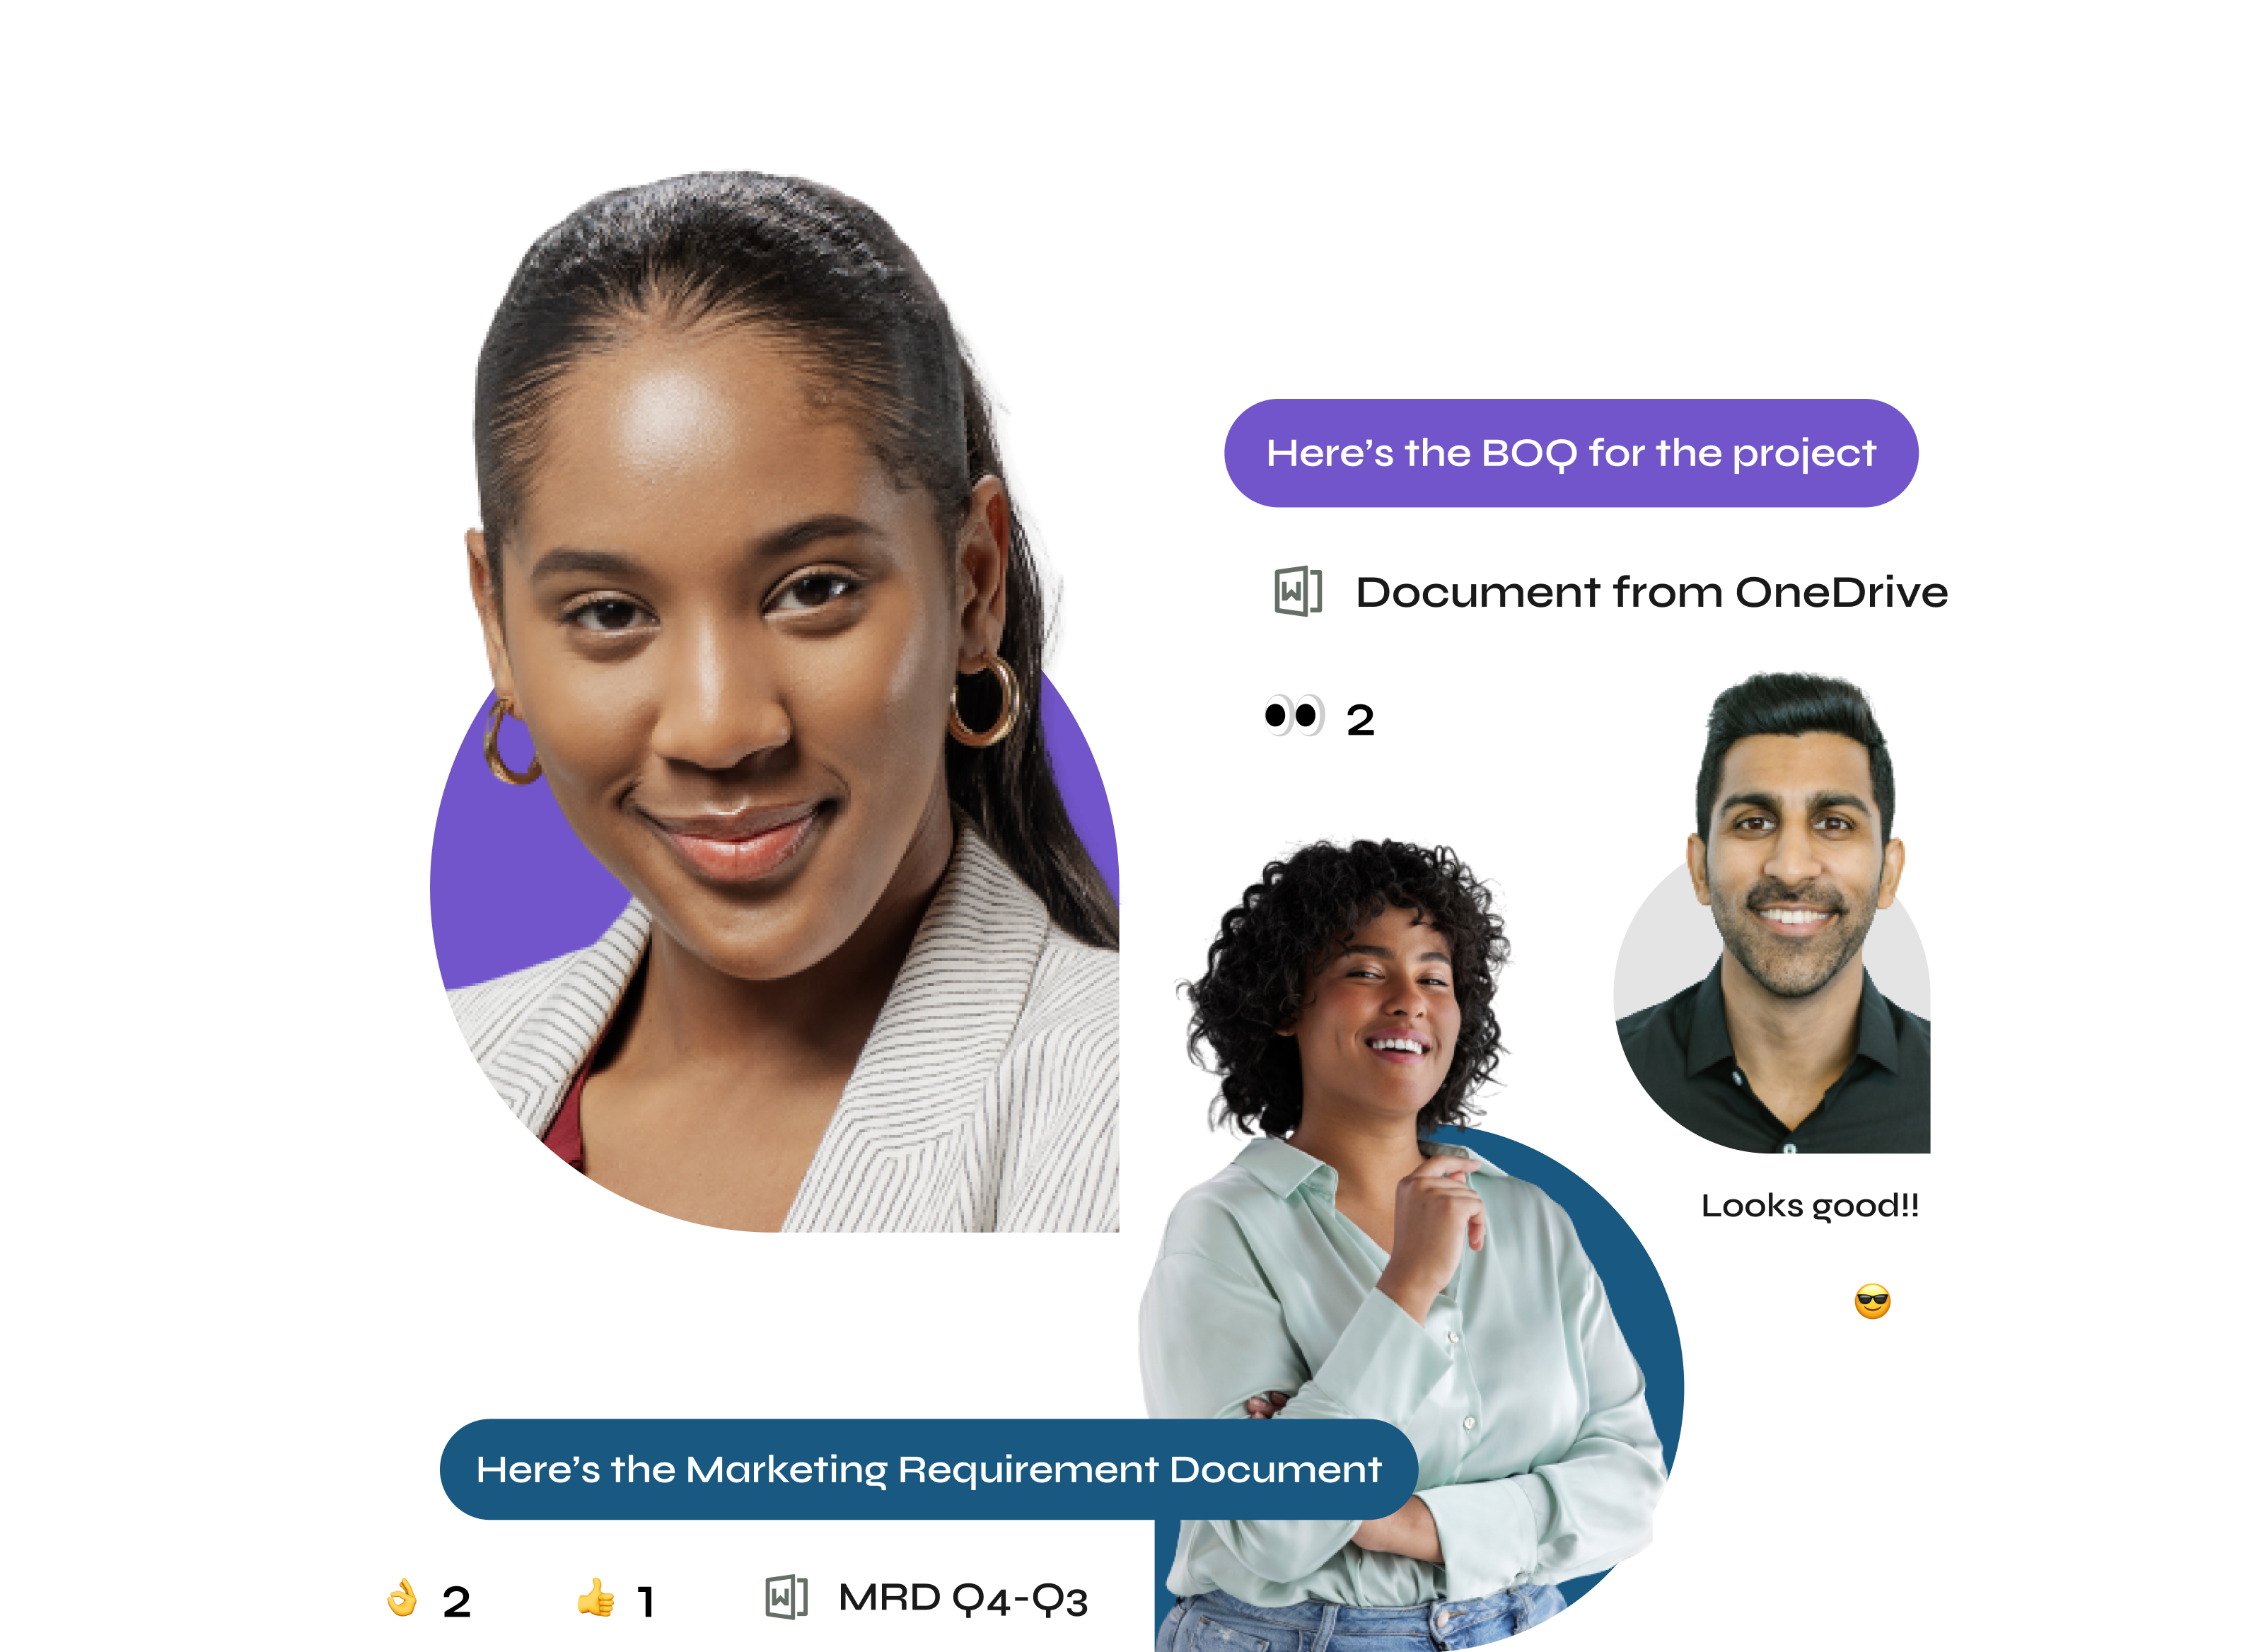 Here’s the BOQ for the project
Document from OneDrive
2
Looks good!!
Here’s the Marketing Requirement Document
2
1
MRD Q4-Q3